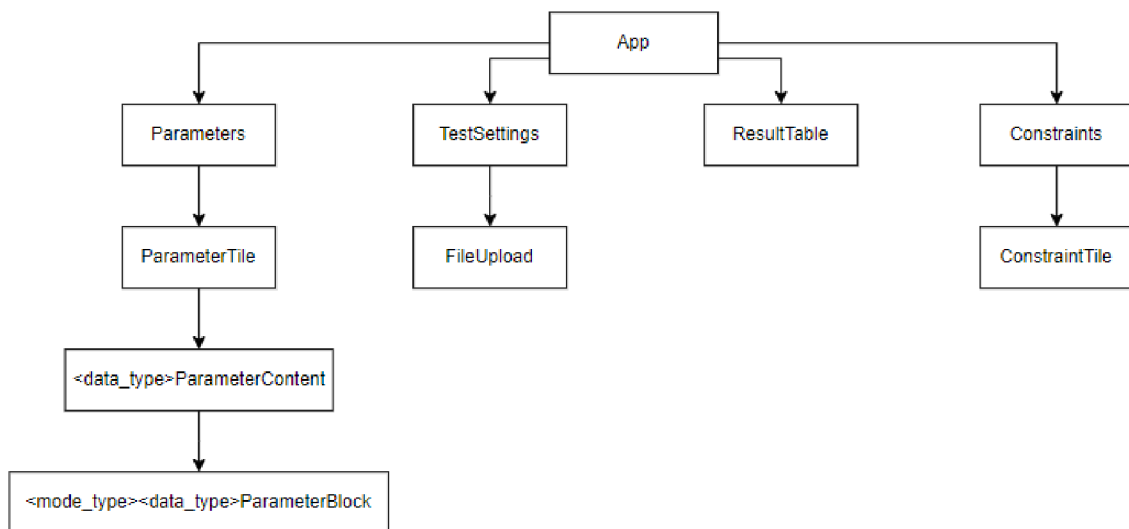 App
Parameters
TestSettings
ResultTable
Constraints
ParameterTile
FileUpload
ConstraintTile
<data_type>ParameterContent
<mode_type><data_type>ParameterBlock